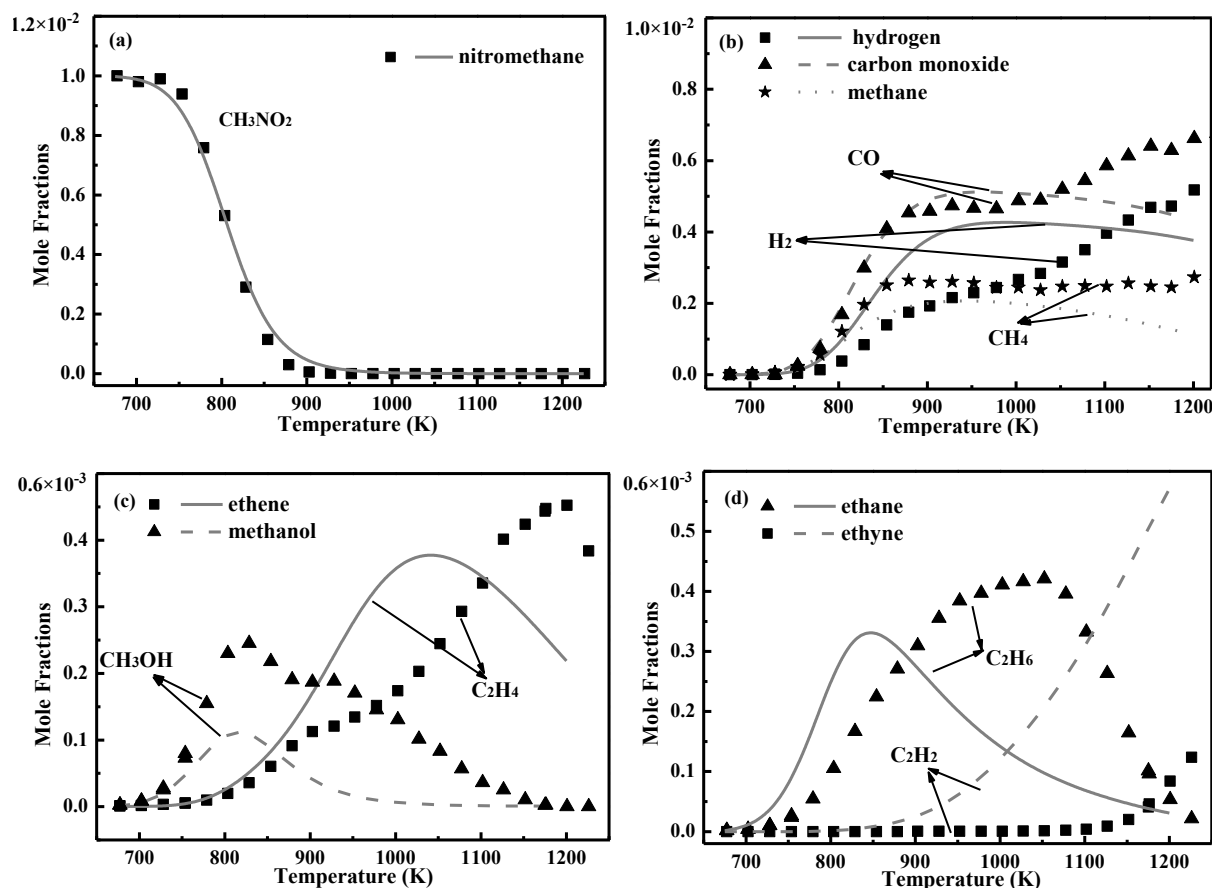 1.2×10⁻²
(a)
nitromethane
1.0
CH₃NO₂
0.8
0.6
0.4
0.2
0.0
Mole Fractions
700 800 900 1000 1100 1200
Temperature (K)
1.0×10⁻²
(b)
hydrogen
carbon monoxide
methane
0.8
CO
0.6
H₂
0.4
0.2
CH₄
0.0
Mole Fractions
700 800 900 1000 1100 1200
Temperature (K)
0.6×10⁻³
(c)
ethene
methanol
0.5
0.4
0.3
CH₃OH
C₂H₄
0.2
0.1
0.0
Mole Fractions
700 800 900 1000 1100 1200
Temperature (K)
0.6×10⁻³
(d)
ethane
ethyne
0.5
0.4
C₂H₆
0.3
0.2
C₂H₂
0.1
0.0
Mole Fractions
700 800 900 1000 1100 1200
Temperature (K)